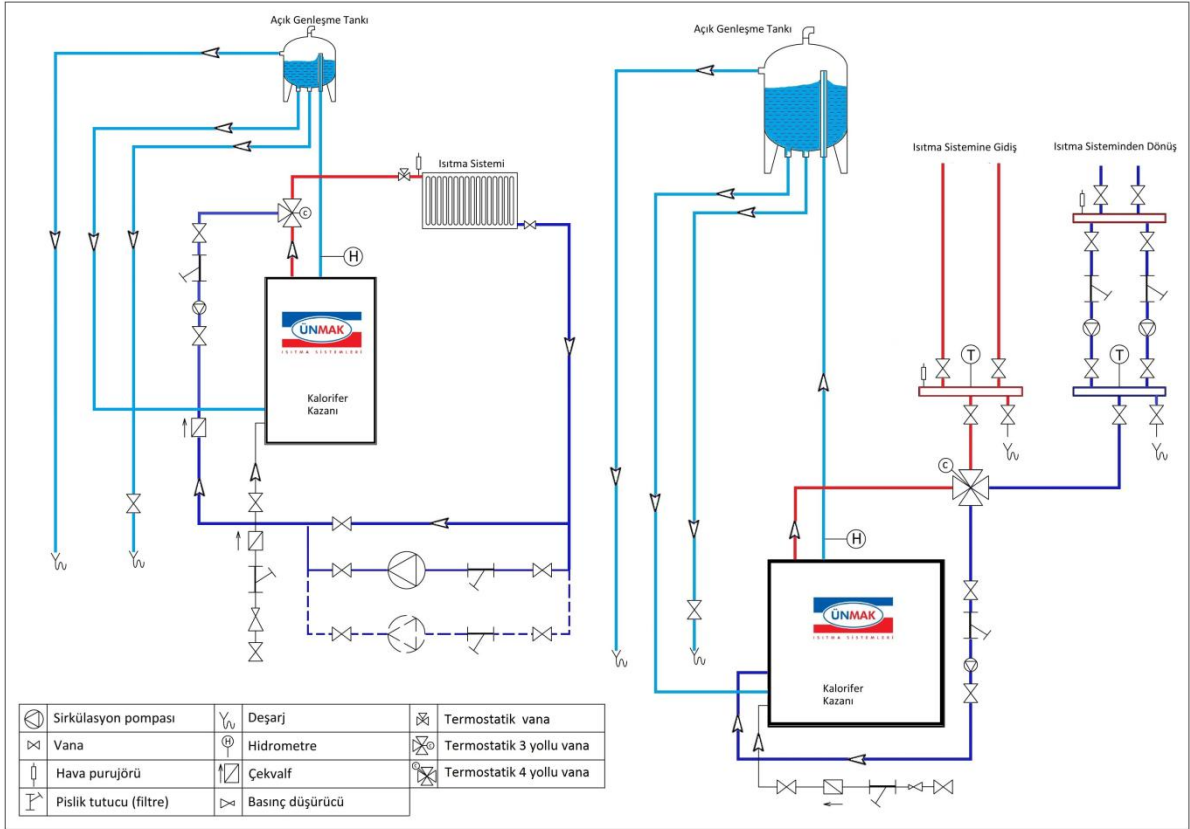 Açık Genleşme Tankı
Isıtma Sistemi
C
H
ÜNMAK
ISITMA SİSTEMLERİ
Kalorifer
Kazanı
Açık Genleşme Tankı
Isıtma Sistemine Gidiş
Isıtma Sisteminden Dönüş
T
T
C
H
ÜNMAK
ISITMA SİSTEMLERİ
Kalorifer
Kazanı
Sirkülasyon pompası
Deşarj
Termostatik vana
Vana
H
Hidrometre
C
Termostatik 3 yollu vana
Hava purujörü
Çekvalf
C
Termostatik 4 yollu vana
Pislik tutucu (filtre)
Basınç düşürücü